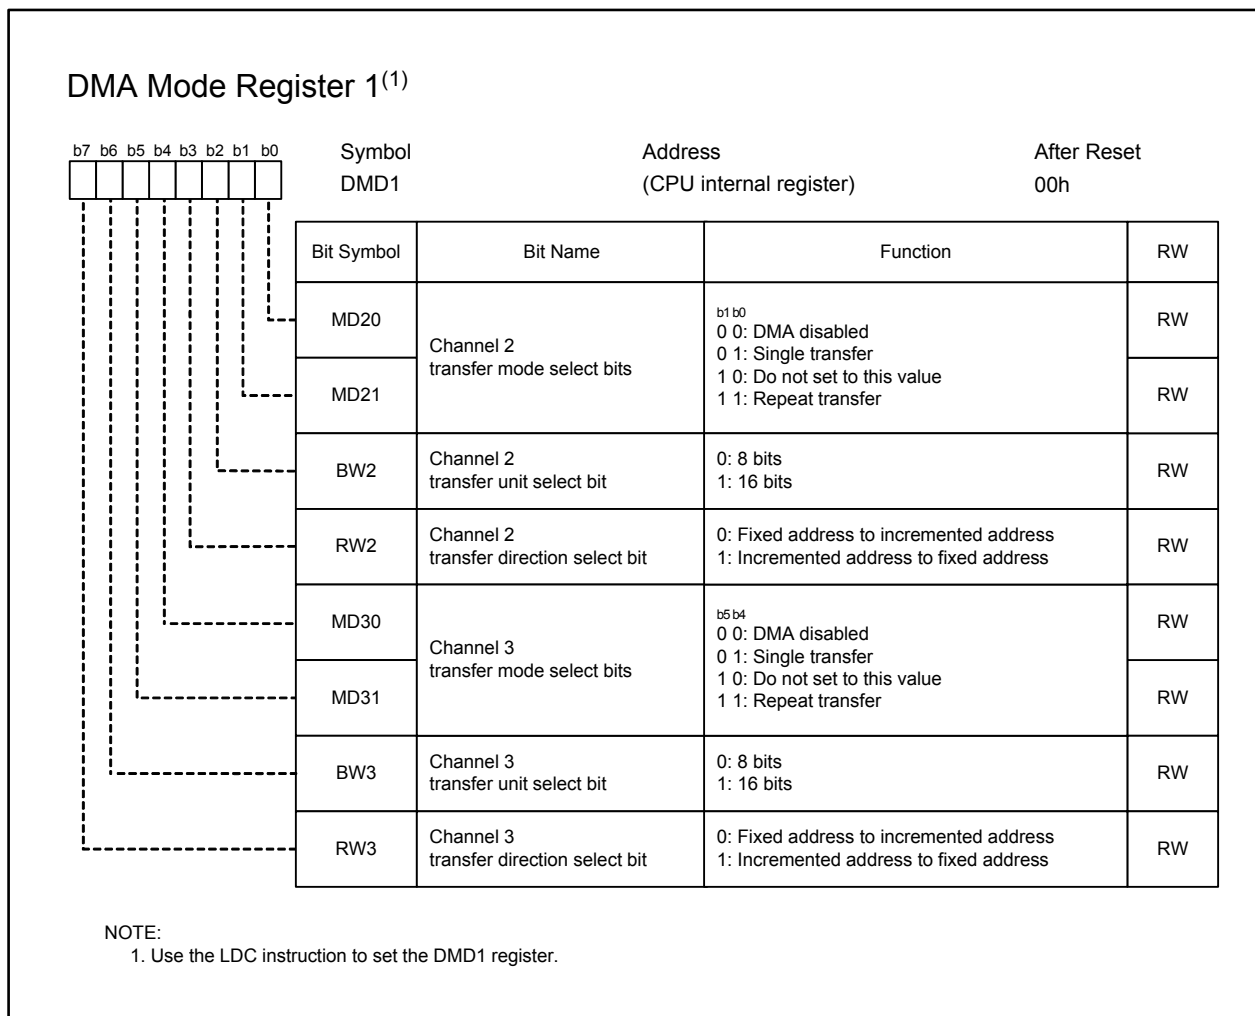 DMA Mode Register 1(1)
b7 b6 b5 b4 b3 b2 b1 b0
Symbol Address After Reset
DMD1 (CPU internal register) 00h
Bit Symbol Bit Name Function RW
MD20
Channel 2
transfer mode select bits
b1 b0
0 0: DMA disabled
0 1: Single transfer
1 0: Do not set to this value
1 1: Repeat transfer
RW
MD21
RW
BW2
Channel 2
transfer unit select bit
0: 8 bits
1: 16 bits
RW
RW2
Channel 2
transfer direction select bit
0: Fixed address to incremented address
1: Incremented address to fixed address
RW
MD30
Channel 3
transfer mode select bits
b5 b4
0 0: DMA disabled
0 1: Single transfer
1 0: Do not set to this value
1 1: Repeat transfer
RW
MD31
RW
BW3
Channel 3
transfer unit select bit
0: 8 bits
1: 16 bits
RW
RW3
Channel 3
transfer direction select bit
0: Fixed address to incremented address
1: Incremented address to fixed address
RW
NOTE:
1. Use the LDC instruction to set the DMD1 register.